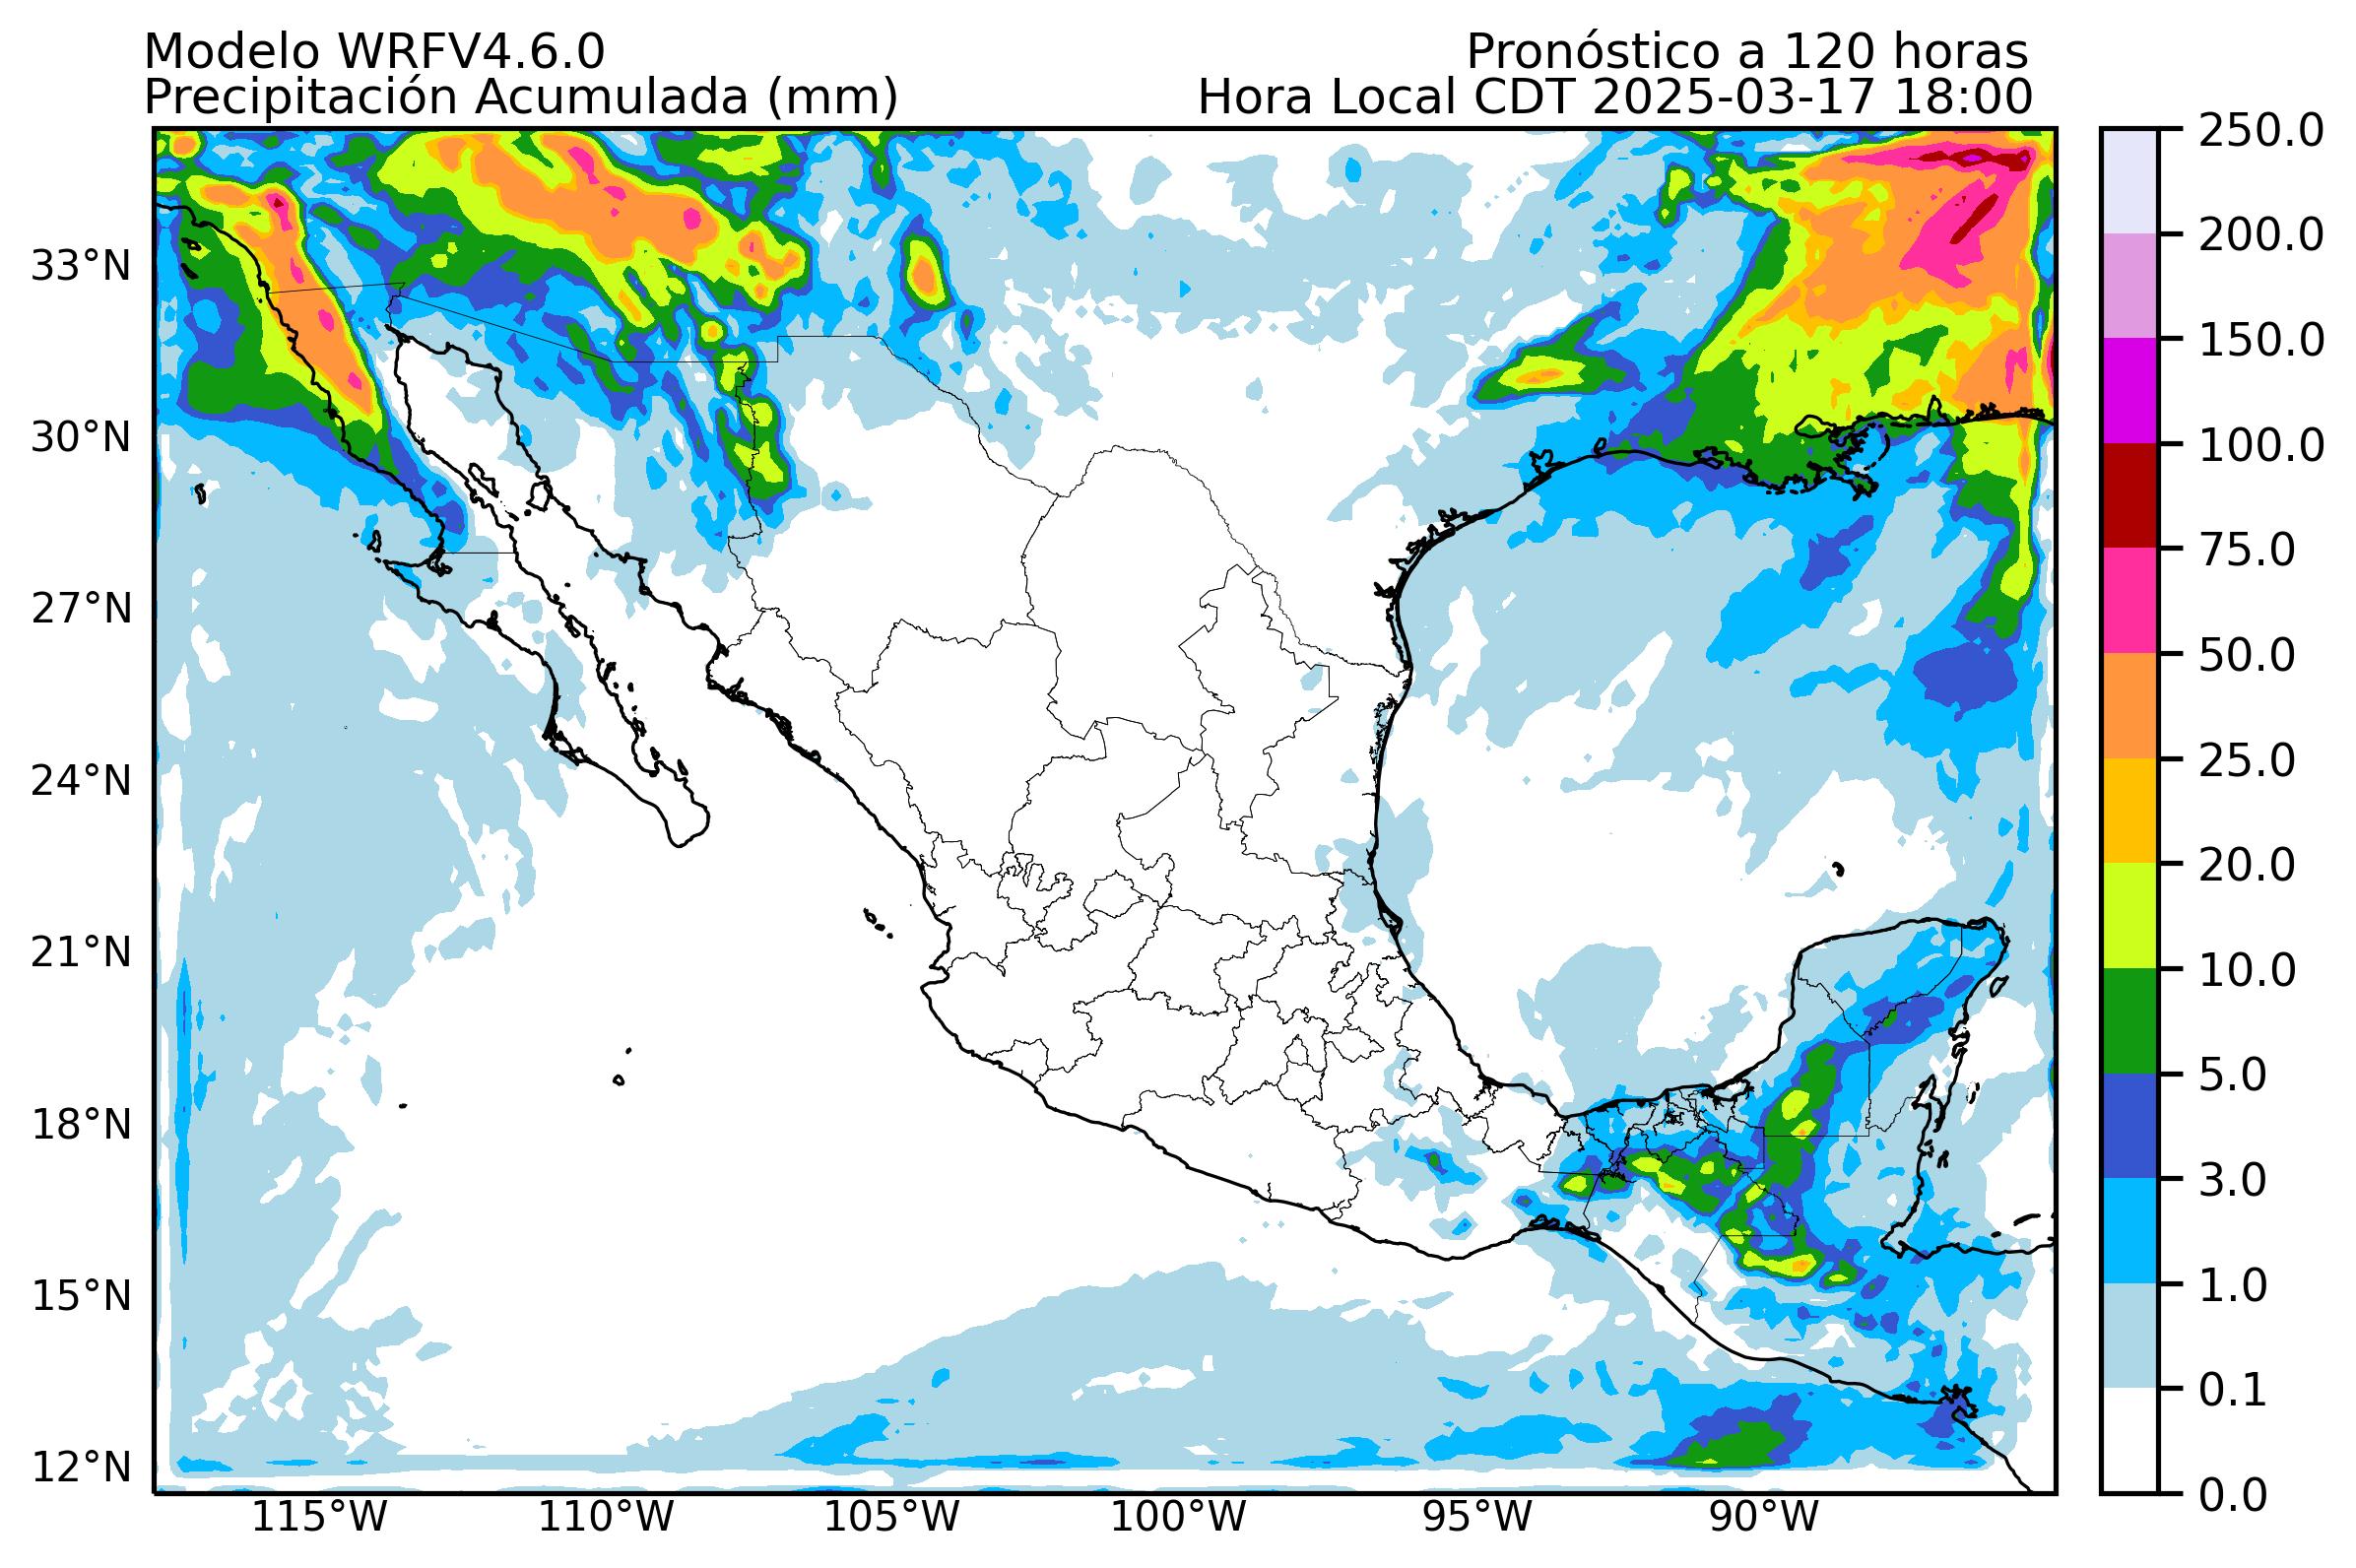 Modelo WRFV4.6.0
Pronóstico a 120 horas
Precipitación Acumulada (mm)
Hora Local CDT 2025-03-17 18:00
33°N
30°N
27°N
24°N
21°N
18°N
15°N
12°N
115°W
110°W
105°W
100°W
95°W
90°W
250.0
200.0
150.0
100.0
75.0
50.0
25.0
20.0
10.0
5.0
3.0
1.0
0.1
0.0